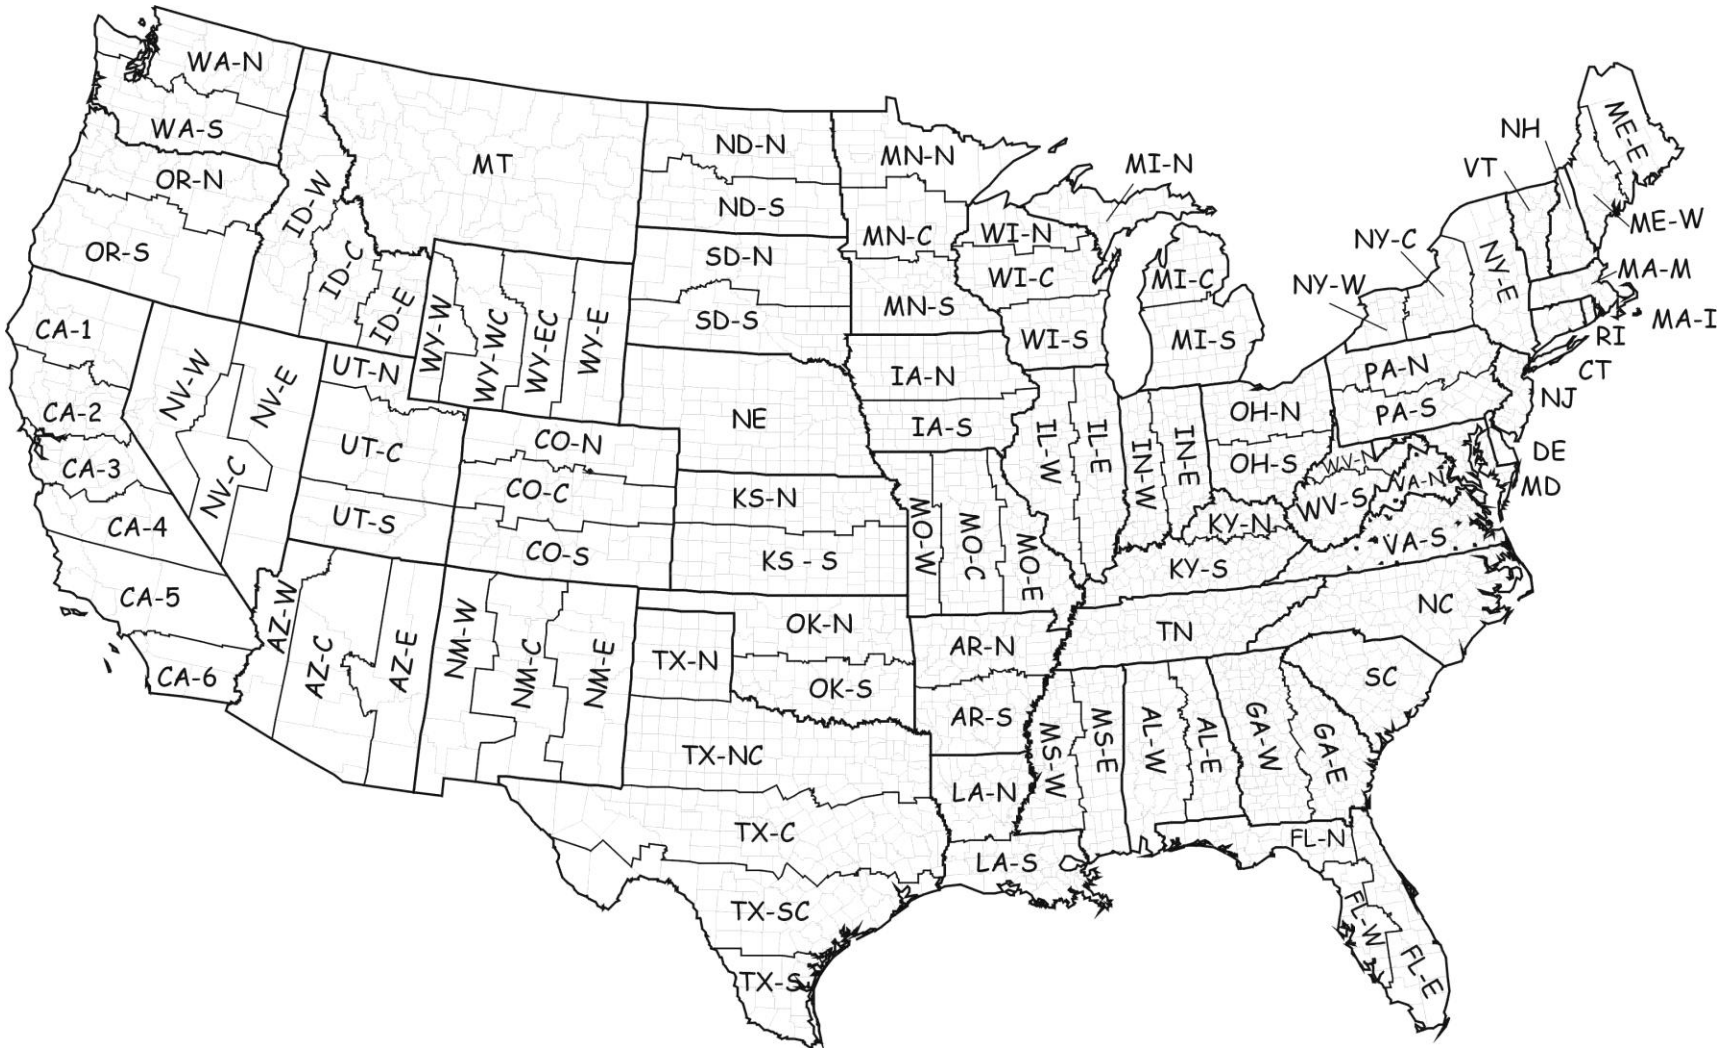 WA-N
WA-S
OR-N
OR-S
ID-W
ID-C
ID-E
MT
ND-N
ND-S
SD-N
SD-S
MN-N
MN-C
MN-S
WI-N
WI-C
WI-S
MI-N
MI-C
MI-S
NH
VT
ME-E
ME-W
NY-C
NY-W
NY-E
MA-M
MA-I
RI
CT
NJ
DE
MD
PA-N
PA-S
CA-1
CA-2
CA-3
CA-4
CA-5
CA-6
NV-W
NV-E
NV-C
UT-N
UT-C
UT-S
WY-W
WY-WC
WY-EC
WY-E
CO-N
CO-C
CO-S
NE
KS-N
KS - S
IA-N
IA-S
IL-W
IL-E
IN-W
IN-E
OH-N
OH-S
WV-N
WV-S
VA-N
VA-S
KY-N
KY-S
MO-W
MO-C
MO-E
AZ-W
AZ-C
AZ-E
NM-W
NM-C
NM-E
OK-N
OK-S
TX-N
TX-NC
TX-C
TX-SC
TX-S
AR-N
AR-S
LA-N
LA-S
TN
NC
SC
MS-W
MS-E
AL-W
AL-E
GA-W
GA-E
FL-N
FL-W
FL-E